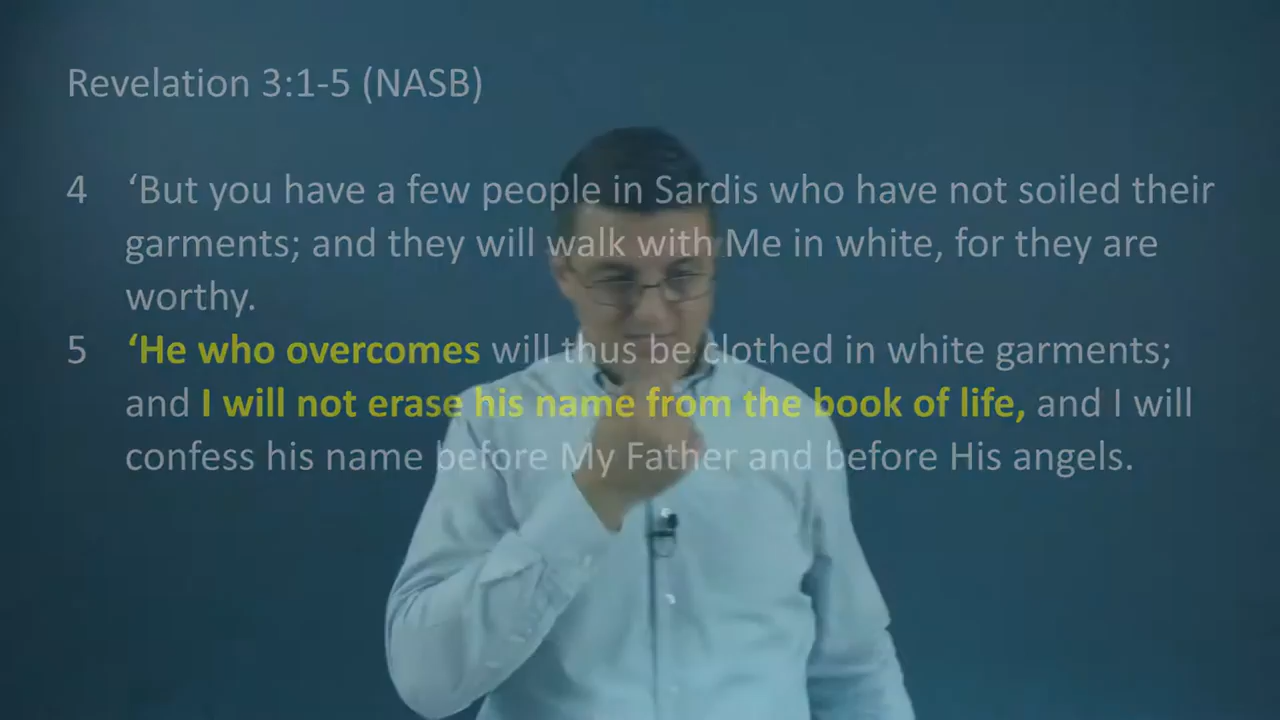 Revelation 3:1-5 (NASB)
4 ‘But you have a few people in Sardis who have not soiled their
garments; and they will walk with Me in white, for they are
worthy.
5 ‘He who overcomes will thus be clothed in white garments;
and I will not erase his name from the book of life, and I will
confess his name before My Father and before His angels.